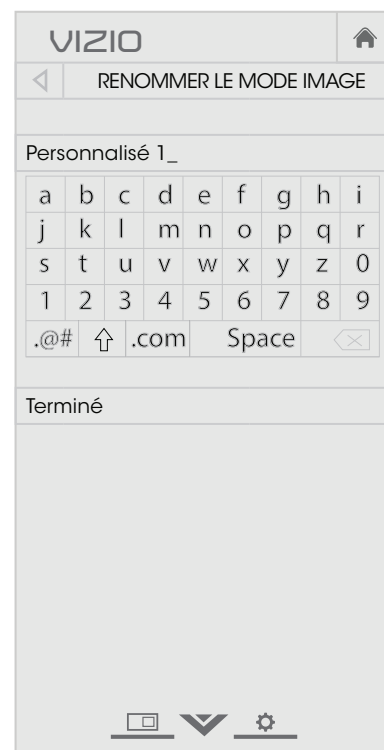 VIZIO
RENOMMER LE MODE IMAGE
Personnalisé 1_
a b c d e f g h i
j k l m n o p q r
s t u v w x y z 0
1 2 3 4 5 6 7 8 9
.@# .com Space
Terminé